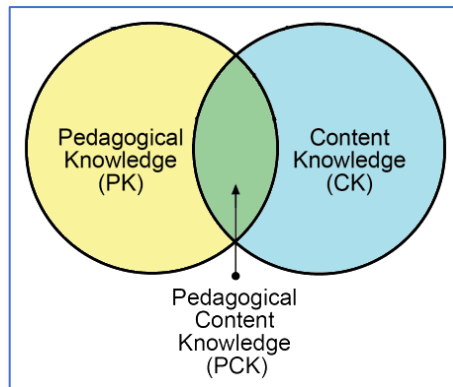 Pedagogical
Knowledge
(PK)
Content
Knowledge
(CK)
Pedagogical
Content
Knowledge
(PCK)